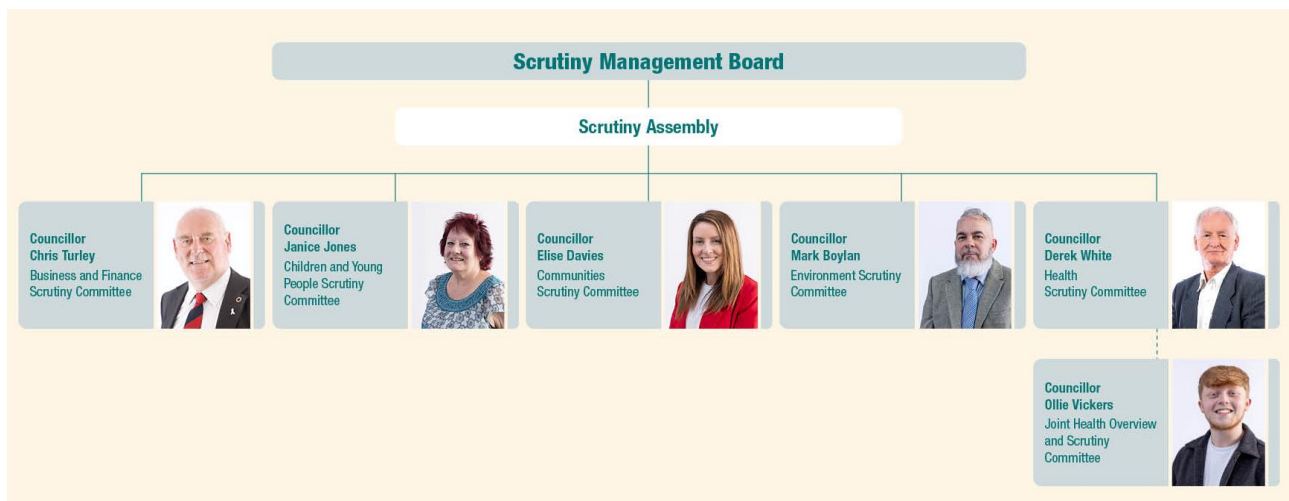 Scrutiny Management Board
Scrutiny Assembly
Councillor
Chris Turley
Business and Finance
Scrutiny Committee
Councillor
Janice Jones
Children and Young
People Scrutiny
Committee
Councillor
Elise Davies
Communities
Scrutiny Committee
Councillor
Mark Boylan
Environment Scrutiny
Committee
Councillor
Derek White
Health
Scrutiny Committee
Councillor
Ollie Vickers
Joint Health Overview
and Scrutiny
Committee